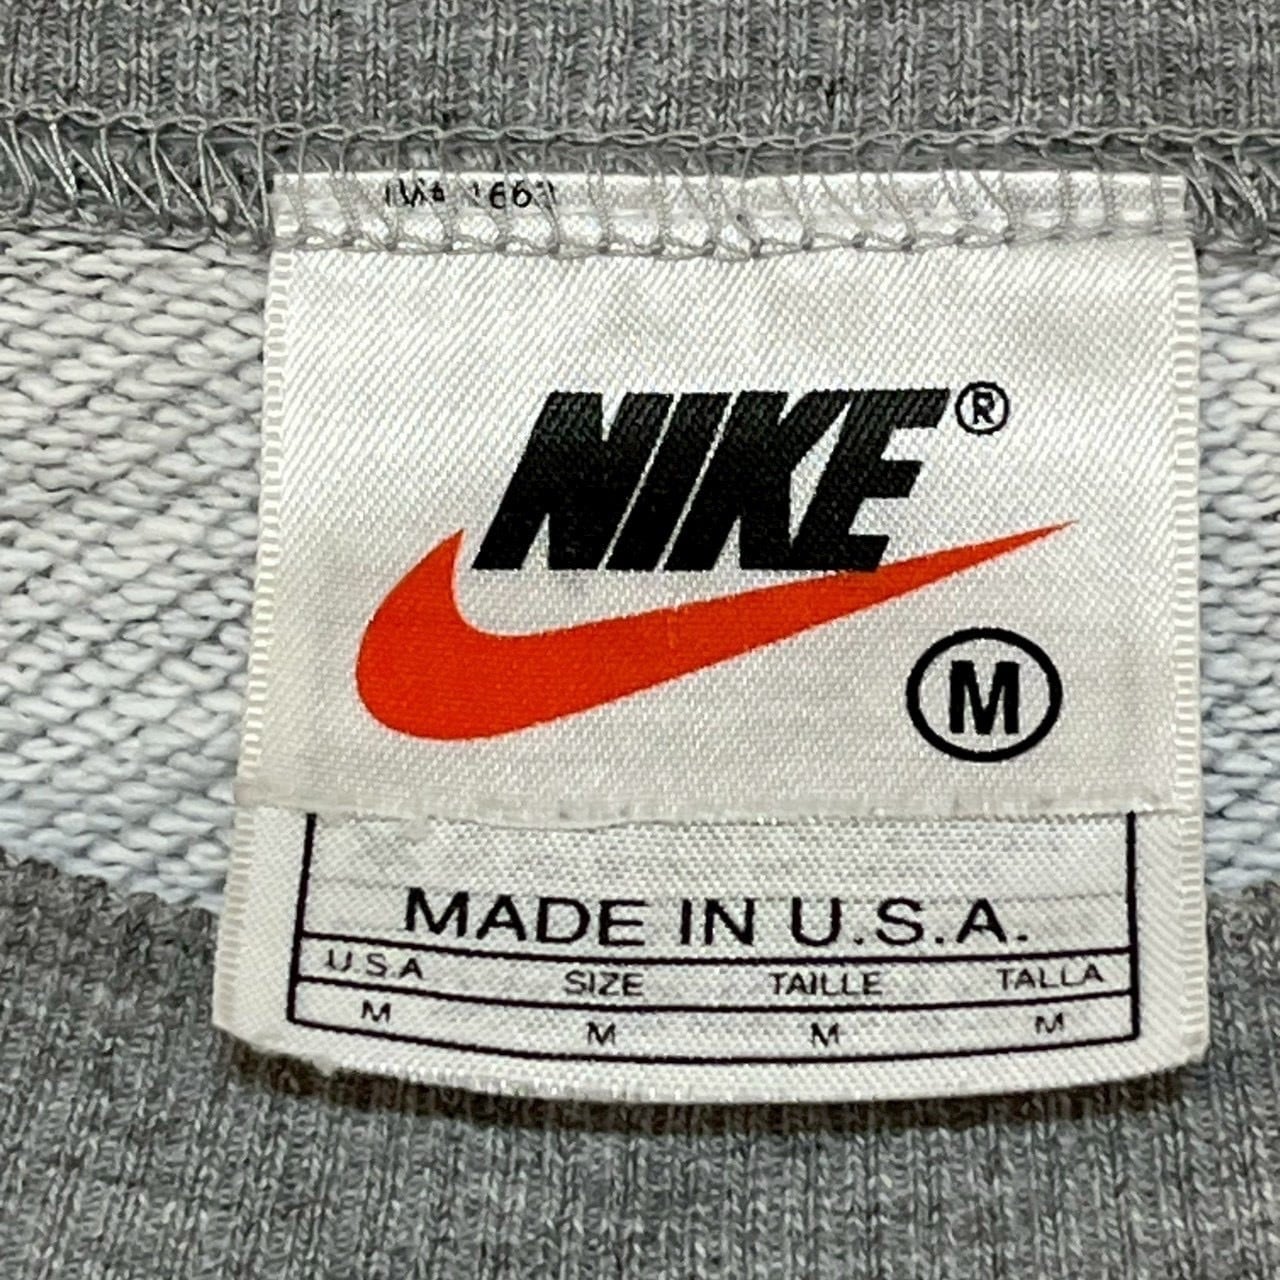 NIKE®
M
MADE IN U.S.A.
U.S.A SIZE TAILLE TALLA
M M M M